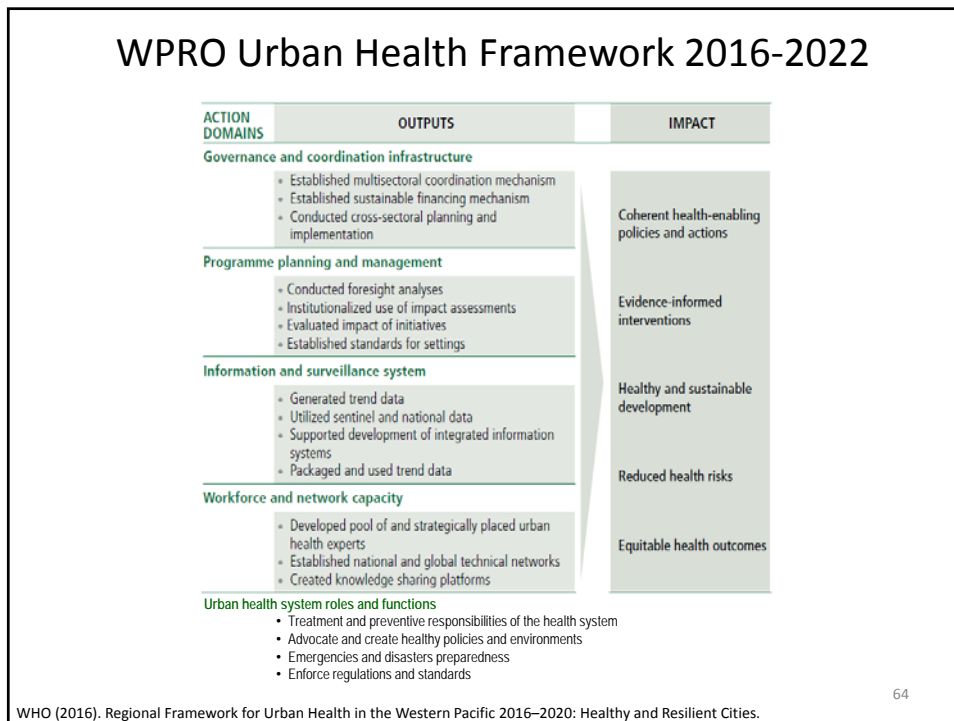 WPRO Urban Health Framework 2016-2022
ACTION DOMAINS
OUTPUTS
IMPACT
Governance and coordination infrastructure
• Established multisectoral coordination mechanism
• Established sustainable financing mechanism
• Conducted cross-sectoral planning and
implementation
Programme planning and management
• Conducted foresight analyses
• Institutionalized use of impact assessments
• Evaluated impact of initiatives
• Established standards for settings
Information and surveillance system
• Generated trend data
• Utilized sentinel and national data
• Supported development of integrated information
systems
• Packaged and used trend data
Workforce and network capacity
• Developed pool of and strategically placed urban
health experts
• Established national and global technical networks
• Created knowledge sharing platforms
Coherent health-enabling
policies and actions
Evidence-informed
interventions
Healthy and sustainable
development
Reduced health risks
Equitable health outcomes
Urban health system roles and functions
• Treatment and preventive responsibilities of the health system
• Advocate and create healthy policies and environments
• Emergencies and disasters preparedness
• Enforce regulations and standards
64
WHO (2016). Regional Framework for Urban Health in the Western Pacific 2016–2020: Healthy and Resilient Cities.